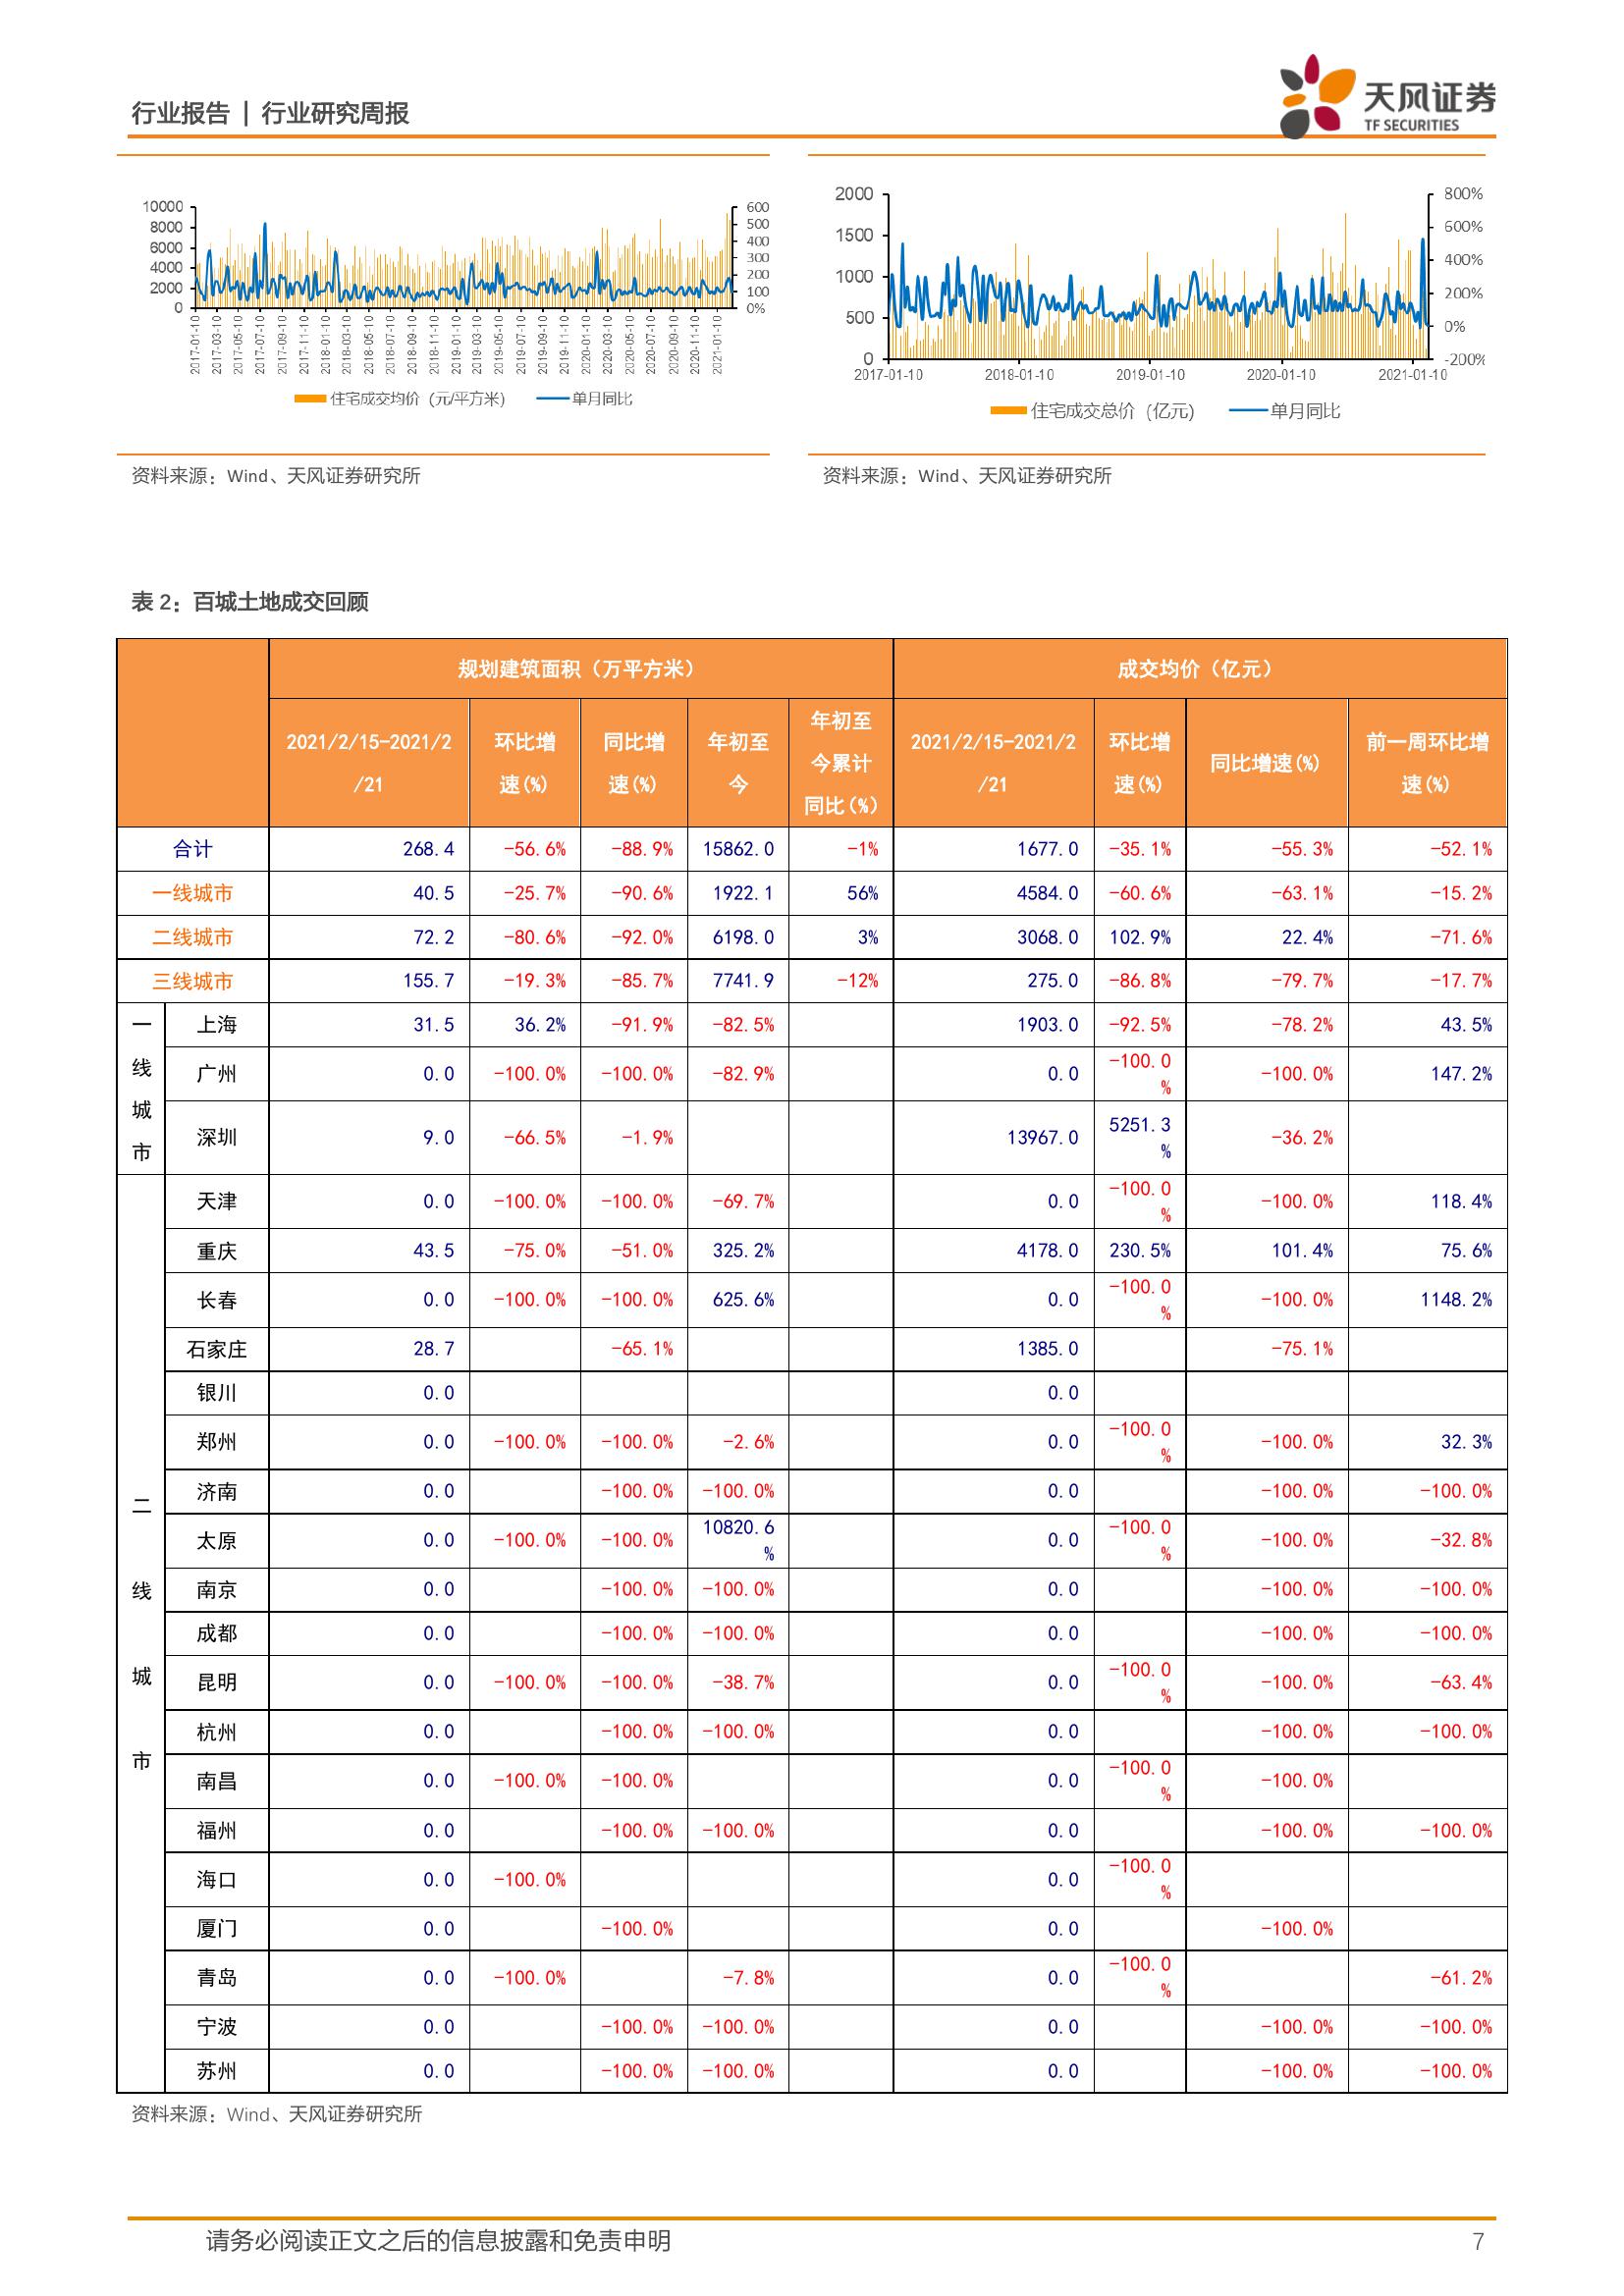 行业报告 | 行业研究周报
天风证券
TF SECURITIES
10000
8000
6000
4000
2000
0
600
500
400
300
200
100
0%
2017-01-10 2017-03-10 2017-05-10 2017-07-10 2017-09-10 2017-11-10 2018-01-10 2018-03-10 2018-05-10 2018-07-10 2018-09-10 2018-11-10 2019-01-10 2019-03-10 2019-05-10 2019-07-10 2019-09-10 2019-11-10 2020-01-10 2020-03-10 2020-05-10 2020-07-10 2020-09-10 2020-11-10 2021-01-10
住宅成交均价（元/平方米） 单月同比
2000
1500
1000
500
0
800%
600%
400%
200%
0%
-200%
2017-01-10 2018-01-10 2019-01-10 2020-01-10 2021-01-10
住宅成交总价（亿元） 单月同比
资料来源：Wind、天风证券研究所
资料来源：Wind、天风证券研究所
表 2：百城土地成交回顾
规划建筑面积（万平方米） 成交均价（亿元）
2021/2/15-2021/2/21 环比增速(%) 同比增速(%) 年初至今 年初至今累计同比(%) 2021/2/15-2021/2/21 环比增速(%) 同比增速(%) 前一周环比增速(%)
合计 268.4 -56.6% -88.9% 15862.0 -1% 1677.0 -35.1% -55.3% -52.1%
一线城市 40.5 -25.7% -90.6% 1922.1 56% 4584.0 -60.6% -63.1% -15.2%
二线城市 72.2 -80.6% -92.0% 6198.0 3% 3068.0 102.9% 22.4% -71.6%
三线城市 155.7 -19.3% -85.7% 7741.9 -12% 275.0 -86.8% -79.7% -17.7%
一线城市
上海 31.5 36.2% -91.9% -82.5% 1903.0 -92.5% -78.2% 43.5%
广州 0.0 -100.0% -100.0% -82.9% 0.0 -100.0% -100.0% 147.2%
深圳 9.0 -66.5% -1.9% 13967.0 5251.3% -36.2%
二线城市
天津 0.0 -100.0% -100.0% -69.7% 0.0 -100.0% -100.0% 118.4%
重庆 43.5 -75.0% -51.0% 325.2% 4178.0 230.5% 101.4% 75.6%
长春 0.0 -100.0% -100.0% 625.6% 0.0 -100.0% -100.0% 1148.2%
石家庄 28.7 -65.1% 1385.0 -75.1%
银川 0.0 0.0
郑州 0.0 -100.0% -100.0% -2.6% 0.0 -100.0% -100.0% 32.3%
济南 0.0 -100.0% -100.0% 0.0 -100.0% -100.0%
太原 0.0 -100.0% -100.0% 10820.6% 0.0 -100.0% -100.0% -32.8%
南京 0.0 -100.0% -100.0% 0.0 -100.0% -100.0%
成都 0.0 -100.0% -100.0% 0.0 -100.0% -100.0%
昆明 0.0 -100.0% -100.0% -38.7% 0.0 -100.0% -100.0% -63.4%
杭州 0.0 -100.0% -100.0% 0.0 -100.0% -100.0%
南昌 0.0 -100.0% -100.0% 0.0 -100.0% -100.0%
福州 0.0 -100.0% -100.0% 0.0 -100.0% -100.0%
海口 0.0 -100.0% 0.0 -100.0%
厦门 0.0 -100.0% 0.0 -100.0%
青岛 0.0 -100.0% -7.8% 0.0 -100.0% -61.2%
宁波 0.0 -100.0% -100.0% 0.0 -100.0% -100.0%
苏州 0.0 -100.0% -100.0% 0.0 -100.0% -100.0%
资料来源：Wind、天风证券研究所
请务必阅读正文之后的信息披露和免责申明 7